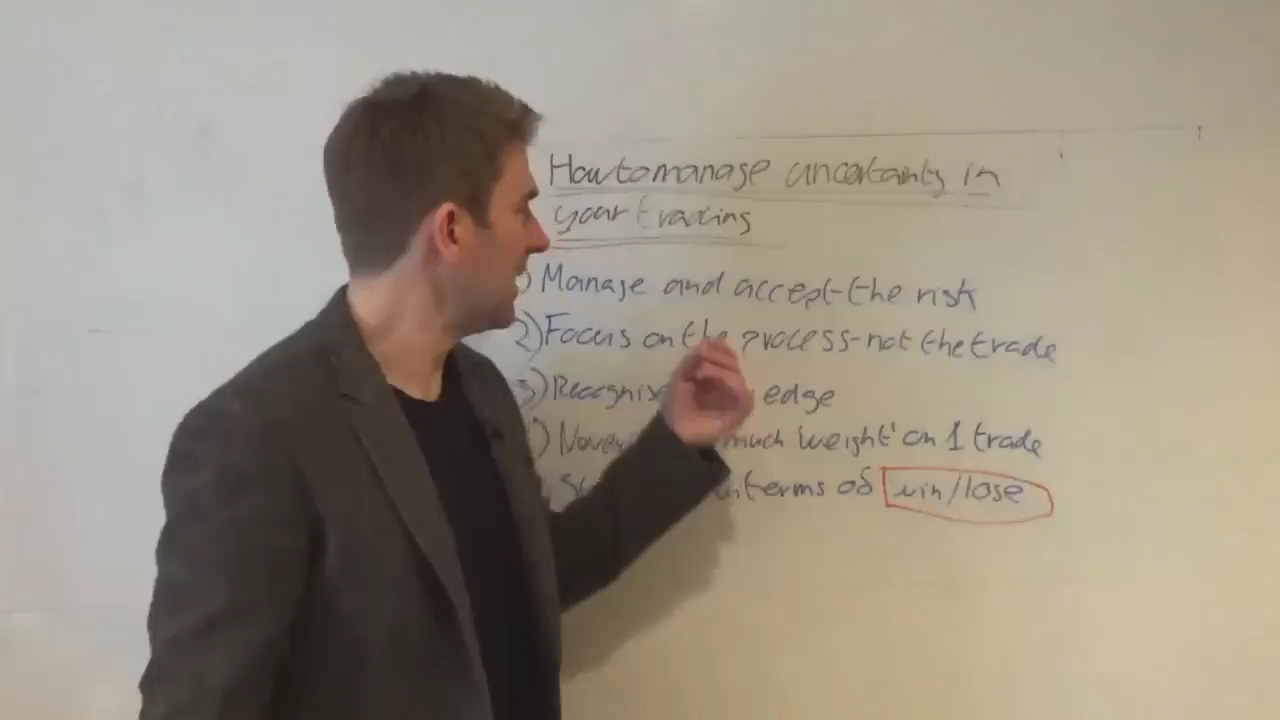 How to manage uncertainty in
your trading
) Manage and accept the risk
2) Focus on the process-not the trade
3) edge
) much weight on 1 trade
terms of win/lose